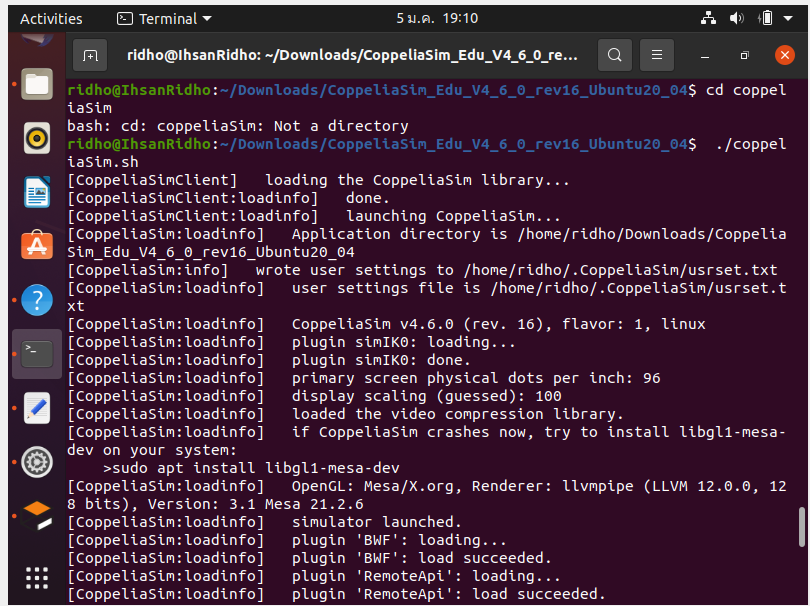 Activities Terminal 5 ม.ค. 19:10
ridho@IhsanRidho: ~/Downloads/CoppeliaSim_Edu_V4_6_0_re...
ridho@IhsanRidho:~/Downloads/CoppeliaSim_Edu_V4_6_0_rev16_Ubuntu20_04$ cd coppel
iaSim
bash: cd: coppeliaSim: Not a directory
ridho@IhsanRidho:~/Downloads/CoppeliaSim_Edu_V4_6_0_rev16_Ubuntu20_04$  ./coppel
iaSim.sh
[CoppeliaSimClient]   loading the CoppeliaSim library...
[CoppeliaSimClient:loadinfo]   done.
[CoppeliaSimClient:loadinfo]   launching CoppeliaSim...
[CoppeliaSim:loadinfo]   Application directory is /home/ridho/Downloads/Coppelia
Sim_Edu_V4_6_0_rev16_Ubuntu20_04
[CoppeliaSim:info]   wrote user settings to /home/ridho/.CoppeliaSim/usrset.txt
[CoppeliaSim:loadinfo]   user settings file is /home/ridho/.CoppeliaSim/usrset.t
xt
[CoppeliaSim:loadinfo]   CoppeliaSim v4.6.0 (rev. 16), flavor: 1, linux
[CoppeliaSim:loadinfo]   plugin simIK0: loading...
[CoppeliaSim:loadinfo]   plugin simIK0: done.
[CoppeliaSim:loadinfo]   primary screen physical dots per inch: 96
[CoppeliaSim:loadinfo]   display scaling (guessed): 100
[CoppeliaSim:loadinfo]   loaded the video compression library.
[CoppeliaSim:loadinfo]   if CoppeliaSim crashes now, try to install libgl1-mesa-
dev on your system:
    >sudo apt install libgl1-mesa-dev
[CoppeliaSim:loadinfo]   OpenGL: Mesa/X.org, Renderer: llvmpipe (LLVM 12.0.0, 12
8 bits), Version: 3.1 Mesa 21.2.6
[CoppeliaSim:loadinfo]   simulator launched.
[CoppeliaSim:loadinfo]   plugin 'BWF': loading...
[CoppeliaSim:loadinfo]   plugin 'BWF': load succeeded.
[CoppeliaSim:loadinfo]   plugin 'RemoteApi': loading...
[CoppeliaSim:loadinfo]   plugin 'RemoteApi': load succeeded.